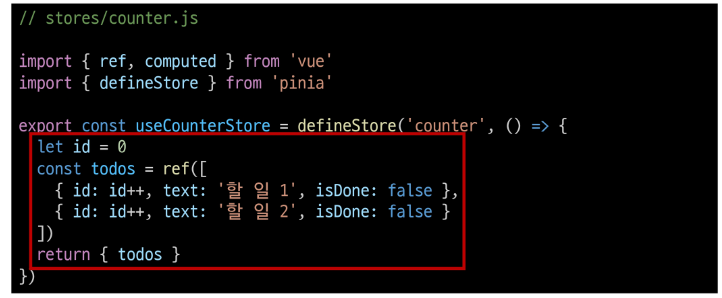 // stores/counter.js
import { ref, computed } from 'vue'
import { defineStore } from 'pinia'
export const useCounterStore = defineStore('counter', () => {
let id = 0
const todos = ref([
{ id: id++, text: '할 일 1', isDone: false },
{ id: id++, text: '할 일 2', isDone: false }
])
return { todos }
})